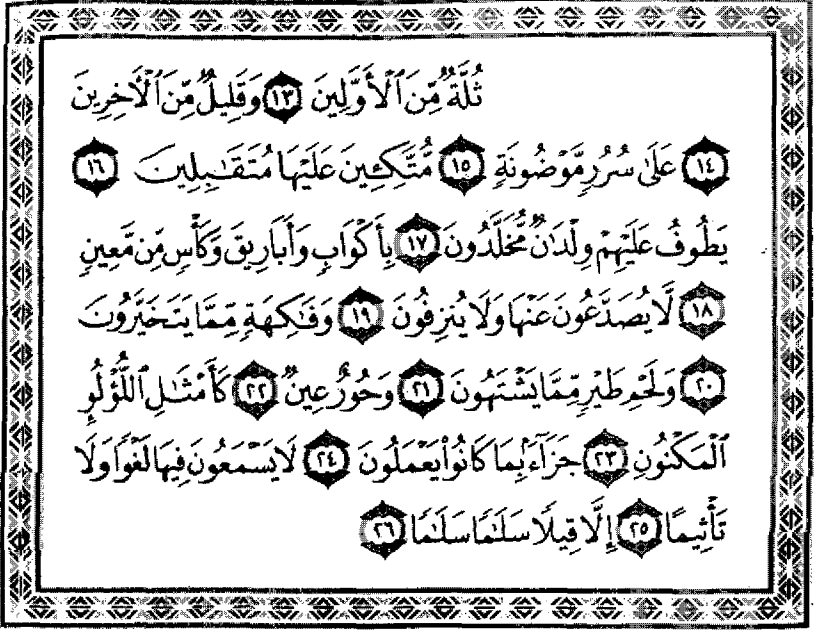 ثُلَّةٌ مِّنَ ٱلْأَوَّلِينَ ١٣ وَقَلِيلٌ مِّنَ ٱلْآخِرِينَ
١٤ عَلَىٰ سُرُرٍ مَّوْضُونَةٍ ١٥ مُّتَّكِـِٔينَ عَلَيْهَا مُتَقَٰبِلِينَ ١٦
يَطُوفُ عَلَيْهِمْ وِلْدَٰنٌ مُّخَلَّدُونَ ١٧ بِأَكْوَابٍ وَأَبَارِيقَ وَكَأْسٍ مِّن مَّعِينٍ
١٨ لَّا يُصَدَّعُونَ عَنْهَا وَلَا يُنزِفُونَ ١٩ وَفَٰكِهَةٍ مِّمَّا يَتَخَيَّرُونَ
٢٠ وَلَحْمِ طَيْرٍ مِّمَّا يَشْتَهُونَ ٢١ وَحُورٌ عِينٌ ٢٢ كَأَمْثَٰلِ ٱللُّؤْلُؤِ
ٱلْمَكْنُونِ ٢٣ جَزَآءًۢ بِمَا كَانُوا۟ يَعْمَلُونَ ٢٤ لَا يَسْمَعُونَ فِيهَا لَغْوًا وَلَا
تَأْثِيمًا ٢٥ إِلَّا قِيلًا سَلَٰمًا سَلَٰمًا ٢٦